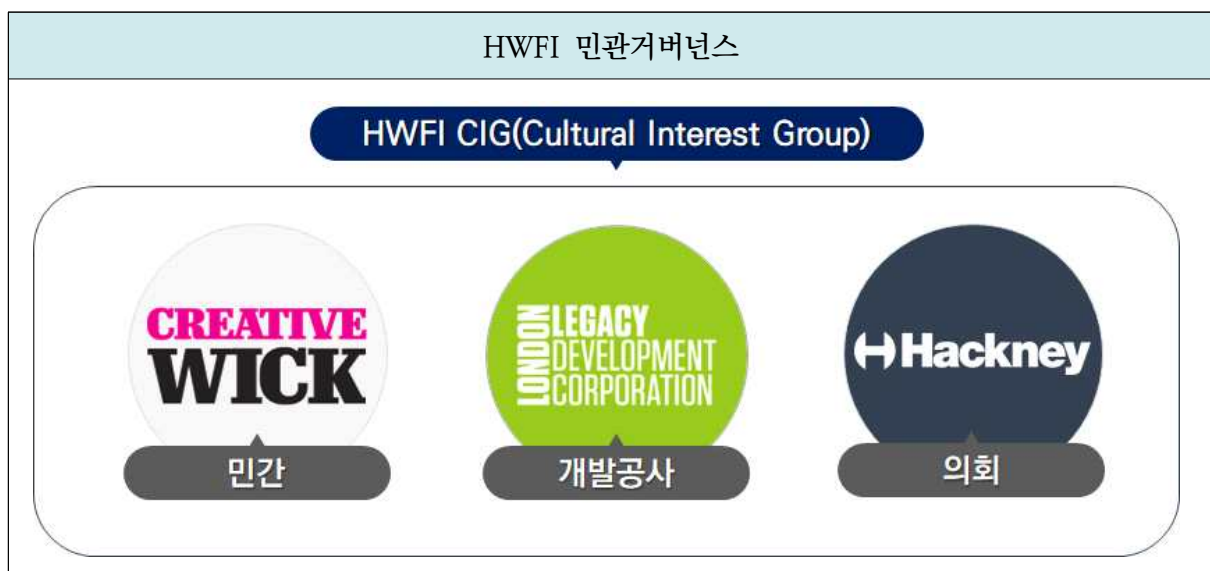 HWFI 민관거버넌스
HWFI CIG(Cultural Interest Group)
CREATIVE
WICK
민간
LONDON
LEGACY
DEVELOPMENT
CORPORATION
개발공사
Hackney
의회